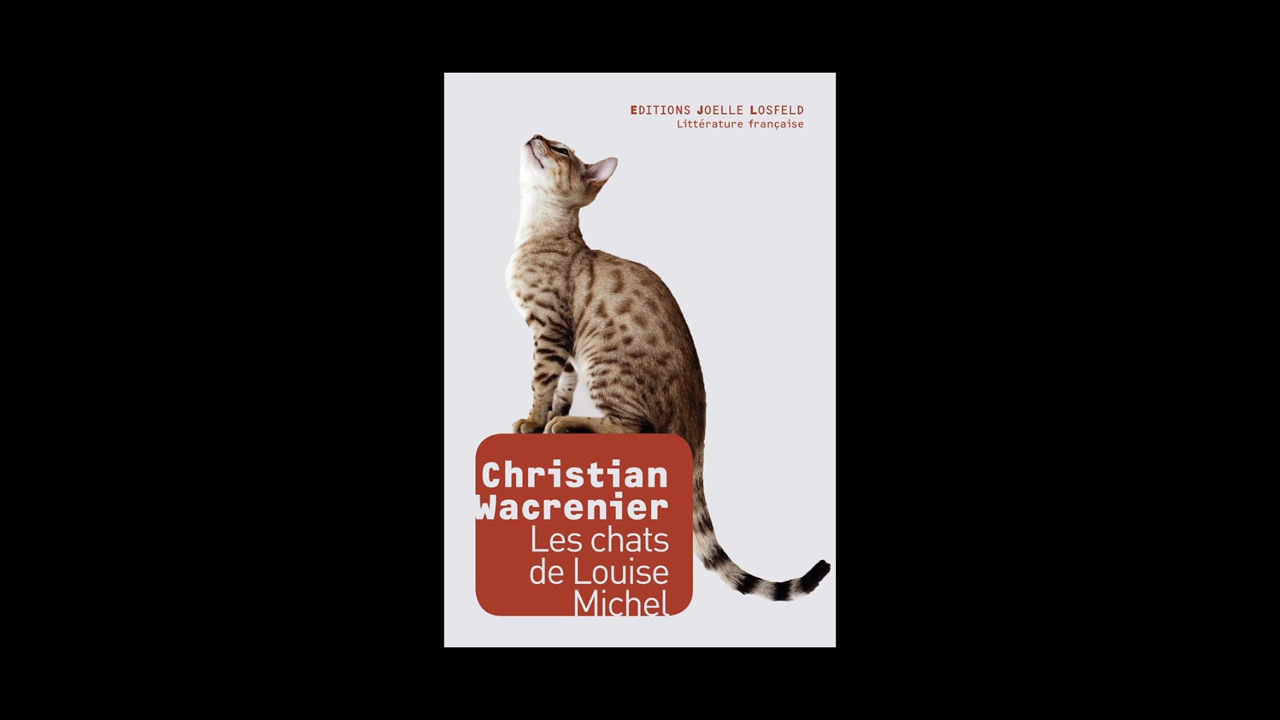 EDITIONS JOELLE LOSFELD
Littérature française
Christian
Wacrenier
Les chats
de Louise
Michel